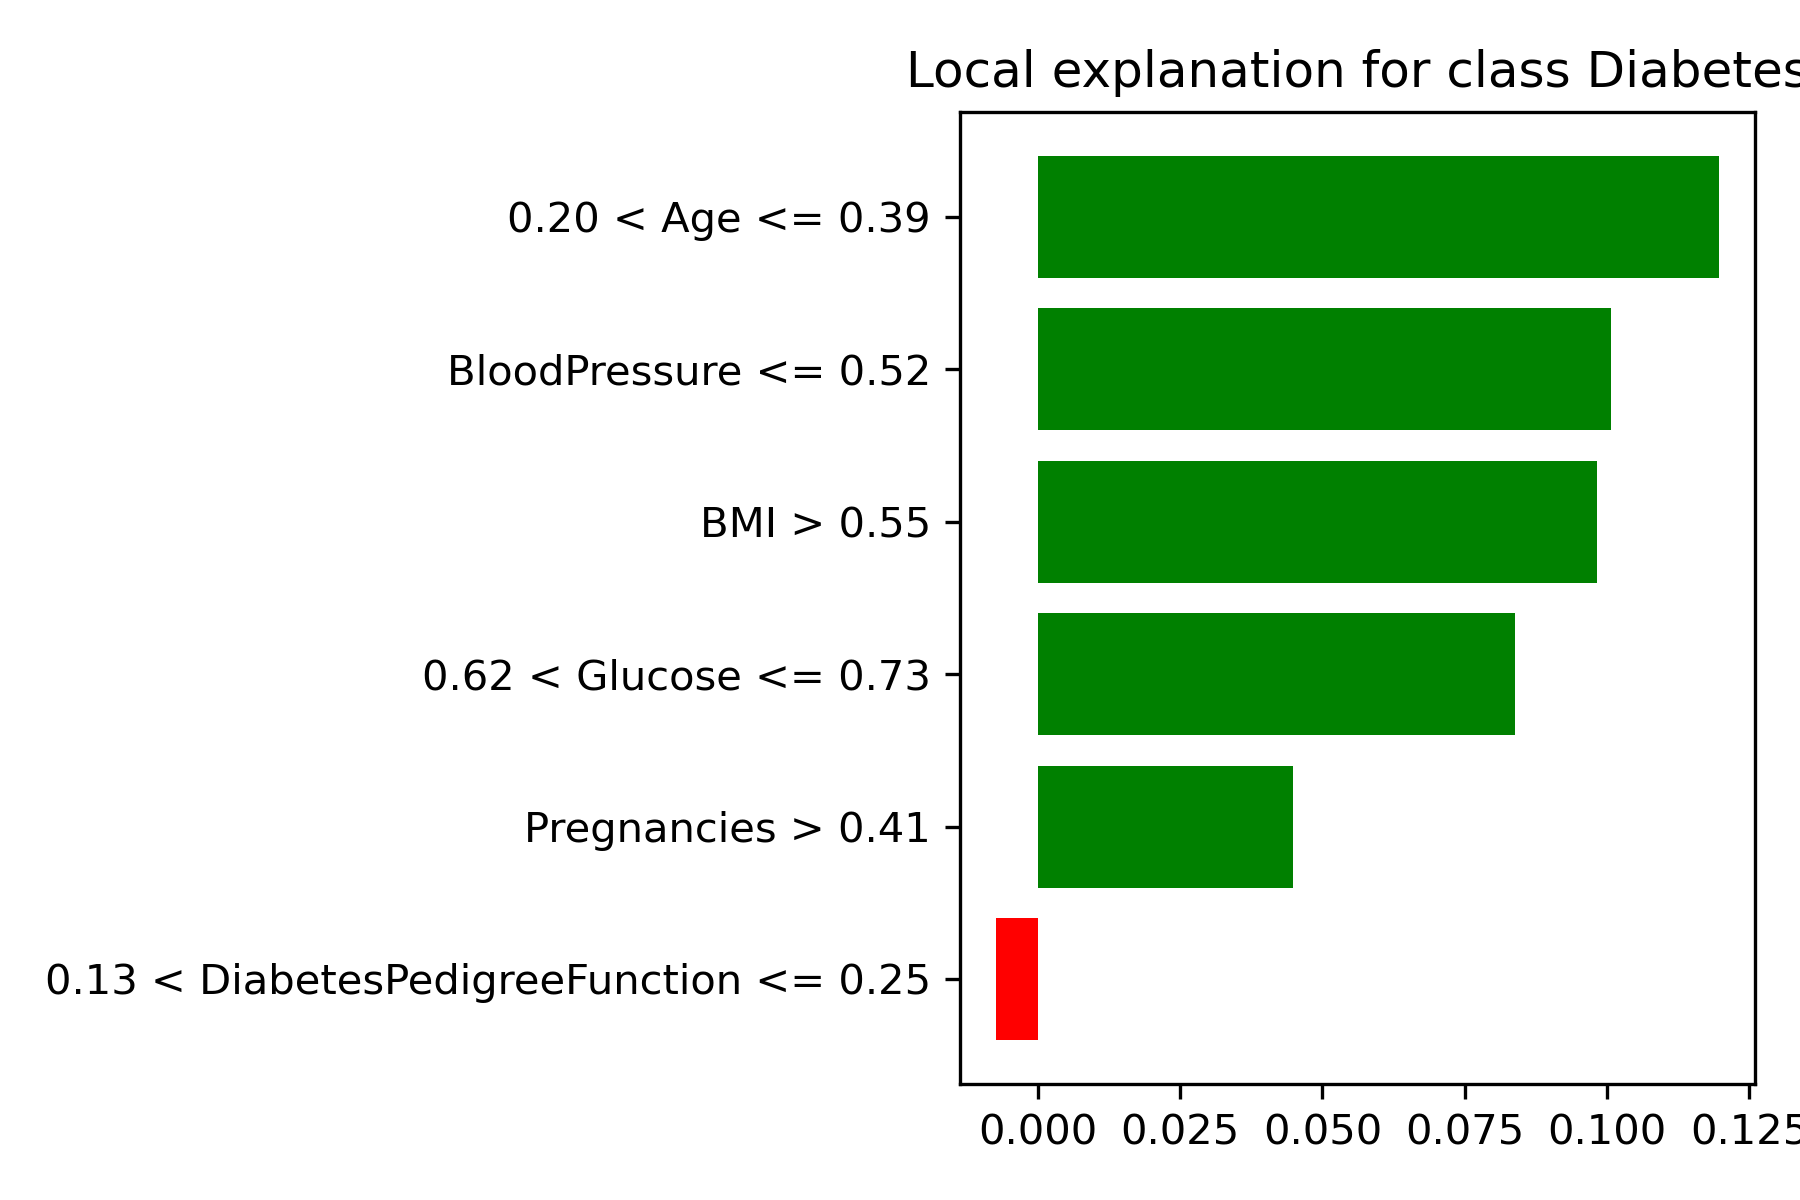 Local explanation for class Diabetes
0.20 < Age <= 0.39
BloodPressure <= 0.52
BMI > 0.55
0.62 < Glucose <= 0.73
Pregnancies > 0.41
0.13 < DiabetesPedigreeFunction <= 0.25
0.000 0.025 0.050 0.075 0.100 0.125